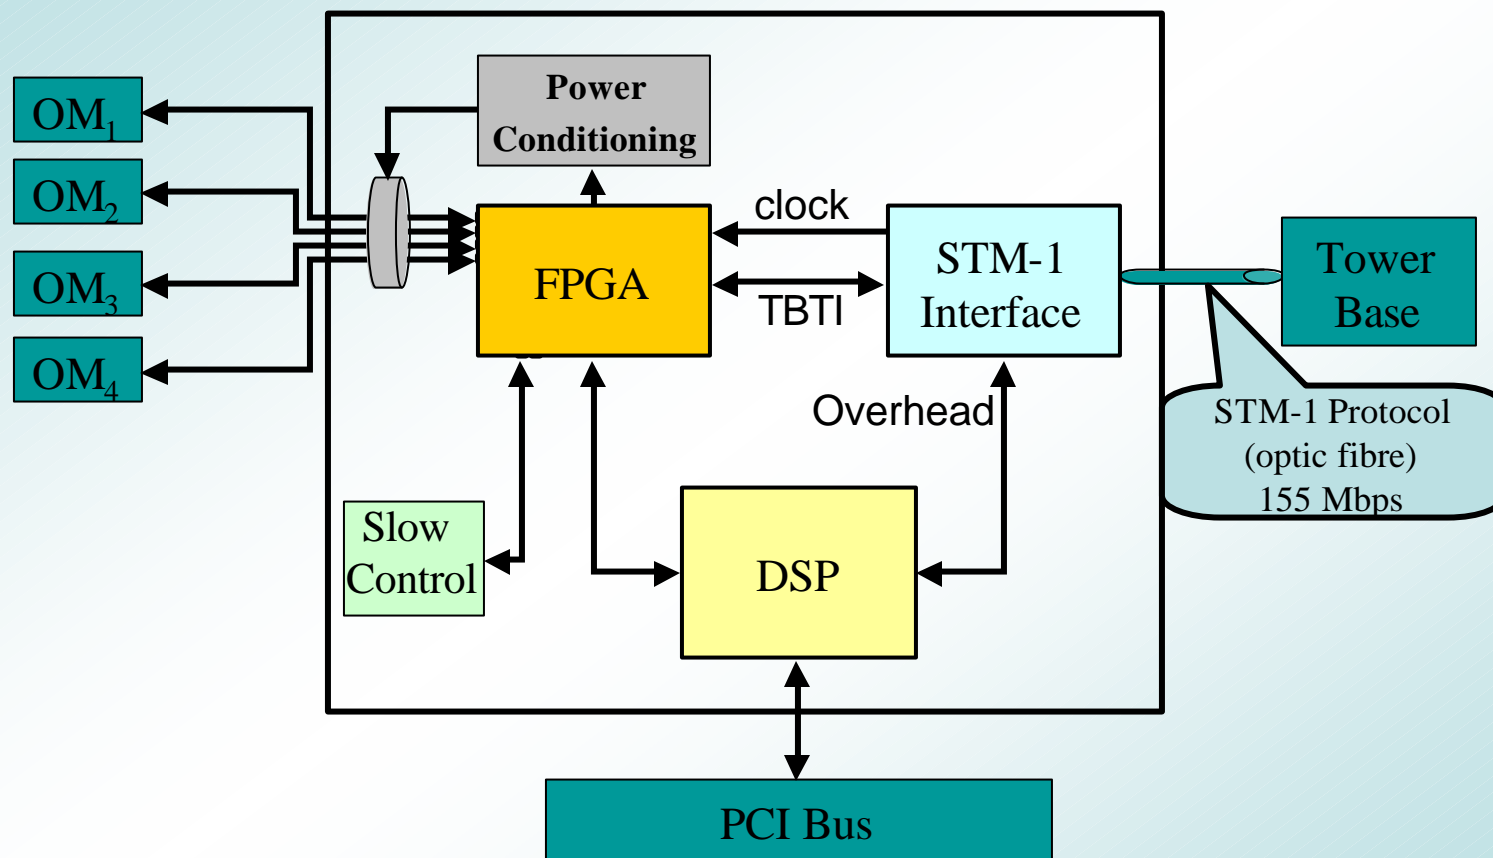 Power
Conditioning
OM1
OM2
OM3
OM4
clock
FPGA
TBTI
STM-1
Interface
Tower
Base
Overhead
STM-1 Protocol
(optic fibre)
155 Mbps
Slow
Control
DSP
PCI Bus